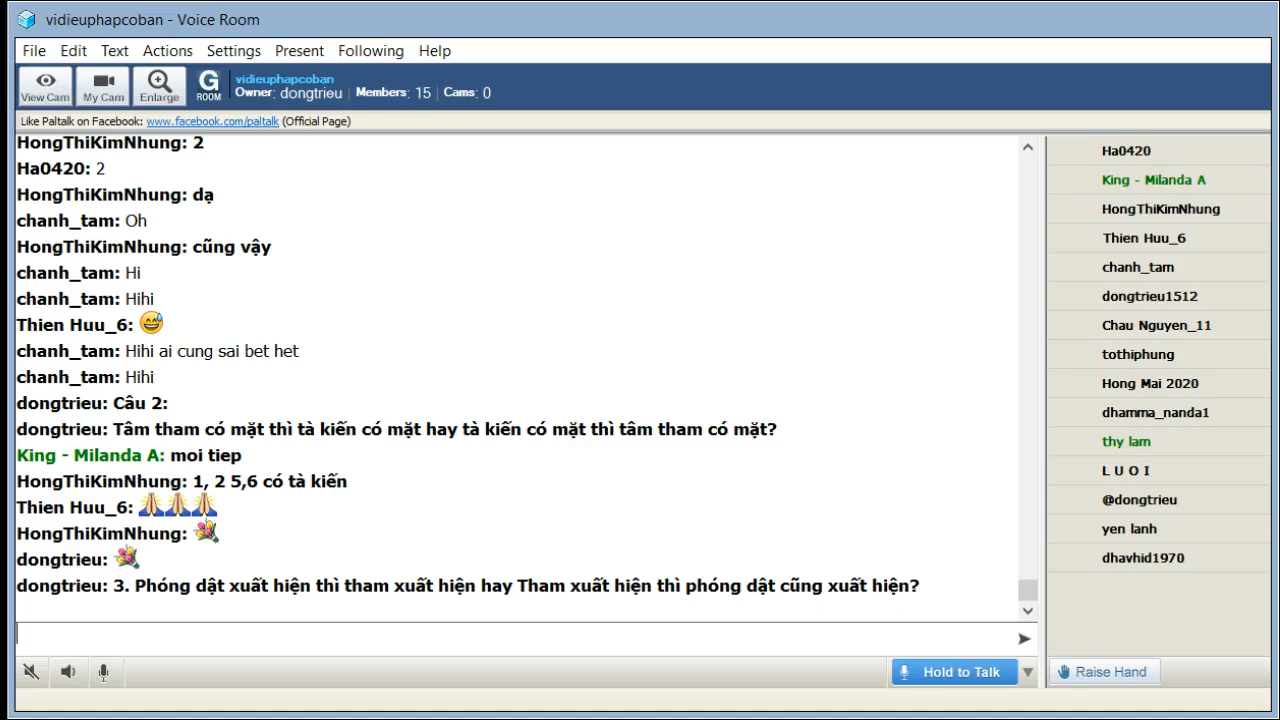 vidieuphapcoban - Voice Room
File Edit Text Actions Settings Present Following Help
View Cam My Cam Enlarge G ROOM
vidieuphapcoban
Owner: dongtrieu | Members: 15 | Cams: 0
Like Paltalk on Facebook: www.facebook.com/paltalk (Official Page)
HongThiKimNhung: 2
Ha0420: 2
HongThiKimNhung: dạ
chanh_tam: Oh
HongThiKimNhung: cũng vậy
chanh_tam: Hi
chanh_tam: Hihi
Thien Huu_6:
chanh_tam: Hihi ai cung sai bet het
chanh_tam: Hihi
dongtrieu: Câu 2:
dongtrieu: Tâm tham có mặt thì tà kiến có mặt hay tà kiến có mặt thì tâm tham có mặt?
King - Milanda A: moi tiep
HongThiKimNhung: 1, 2 5,6 có tà kiến
Thien Huu_6:
HongThiKimNhung:
dongtrieu:
dongtrieu: 3. Phóng dật xuất hiện thì tham xuất hiện hay Tham xuất hiện thì phóng dật cũng xuất hiện?
Hold to Talk
Ha0420
King - Milanda A
HongThiKimNhung
Thien Huu_6
chanh_tam
dongtrieu1512
Chau Nguyen_11
tothiphung
Hong Mai 2020
dhamma_nanda1
thy lam
L U O I
@dongtrieu
yen lanh
dhavhid1970
Raise Hand